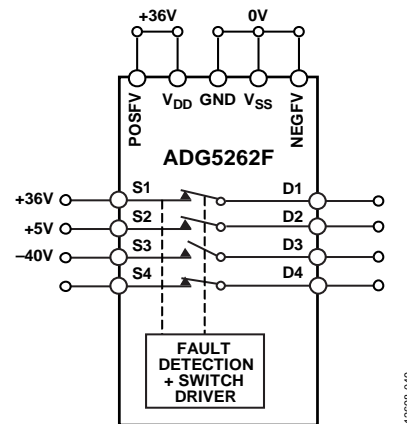 +36V 0V
POSFV VDD GND VSS NEGFV
ADG5262F
+36V S1 D1
+5V S2 D2
–40V S3 D3
S4 D4
FAULT
DETECTION
+ SWITCH
DRIVER